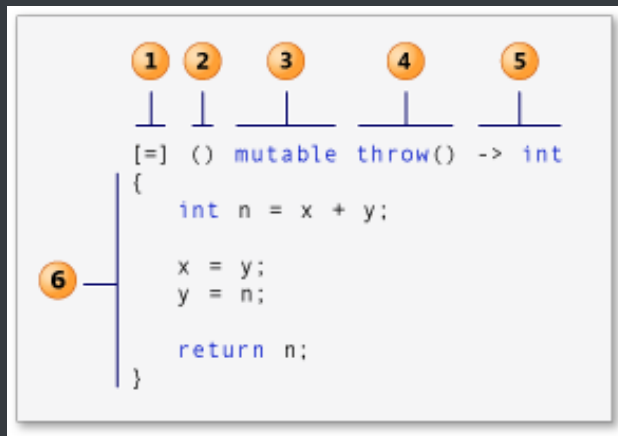 1 2 3 4 5
[=] () mutable throw() -> int
{
int n = x + y;
x = y;
6
y = n;
return n;
}